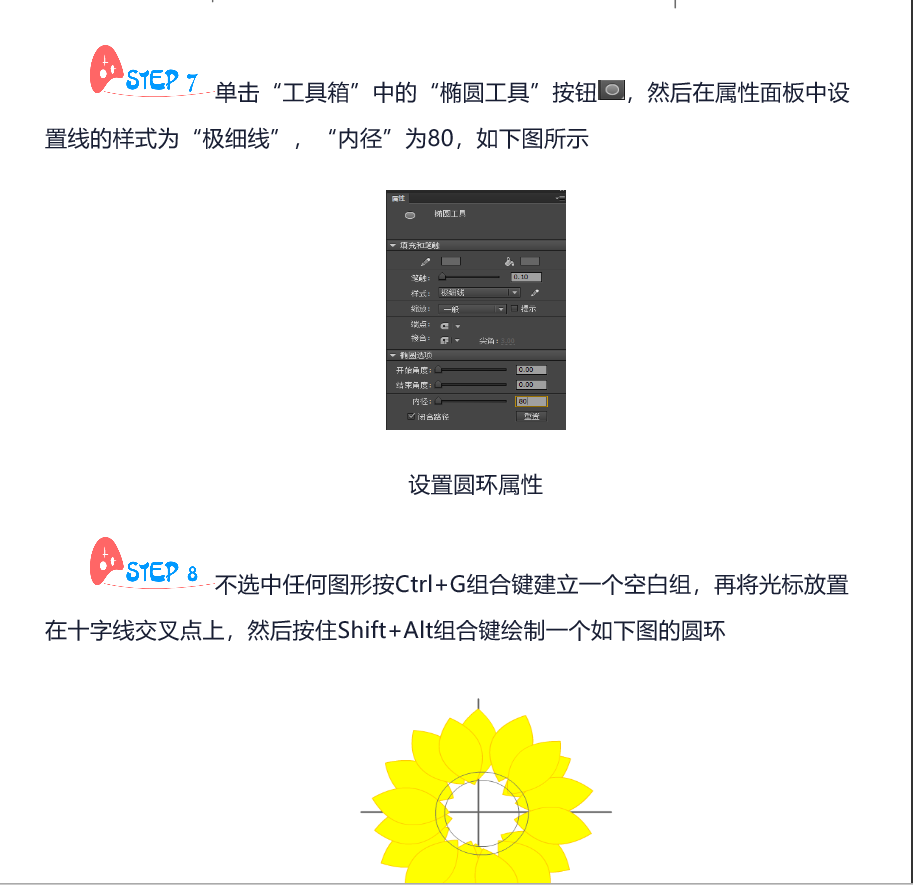 STEP 7 单击“工具箱”中的“椭圆工具”按钮，然后在属性面板中设
置线的样式为“极细线”，“内径”为80，如下图所示
属性
椭圆工具
填充和笔触
笔触： 0.10
样式： 极细线
缩放： 一般 提示
端点：
接合： 尖角：
椭圆选项
开始角度： 0.00
结束角度： 0.00
内径： 80
闭合路径 重置
设置圆环属性
STEP 8 不选中任何图形按Ctrl+G组合键建立一个空白组，再将光标放置
在十字线交叉点上，然后按住Shift+Alt组合键绘制一个如下图的圆环